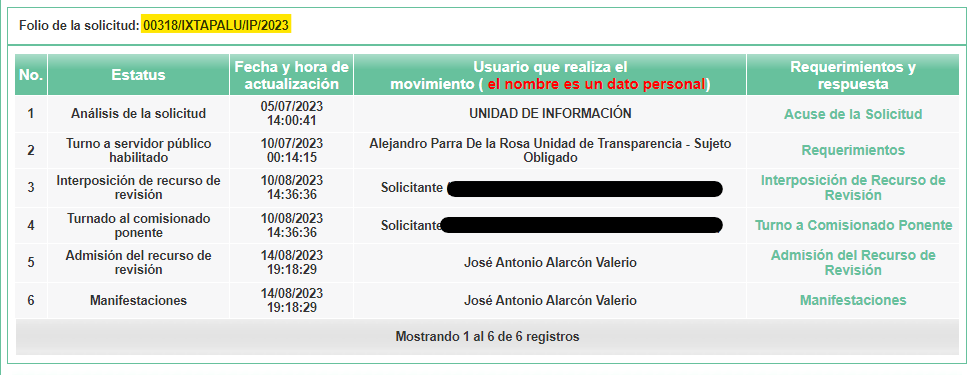 Folio de la solicitud: 00318/IXTAPALU/IP/2023
No.
Estatus
Fecha y hora de
actualización
Usuario que realiza el
movimiento ( el nombre es un dato personal)
Requerimientos y
respuesta
1
Análisis de la solicitud
05/07/2023
14:00:41
UNIDAD DE INFORMACIÓN
Acuse de la Solicitud
2
Turno a servidor público
habilitado
10/07/2023
00:14:15
Alejandro Parra De la Rosa Unidad de Transparencia - Sujeto
Obligado
Requerimientos
3
Interposición de recurso de
revisión
10/08/2023
14:36:36
Solicitante
Interposición de Recurso de
Revisión
4
Turnado al comisionado
ponente
10/08/2023
14:36:36
Solicitante
Turno a Comisionado Ponente
5
Admisión del recurso de
revisión
14/08/2023
19:18:29
José Antonio Alarcón Valerio
Admisión del Recurso de
Revisión
6
Manifestaciones
14/08/2023
19:18:29
José Antonio Alarcón Valerio
Manifestaciones
Mostrando 1 al 6 de 6 registros